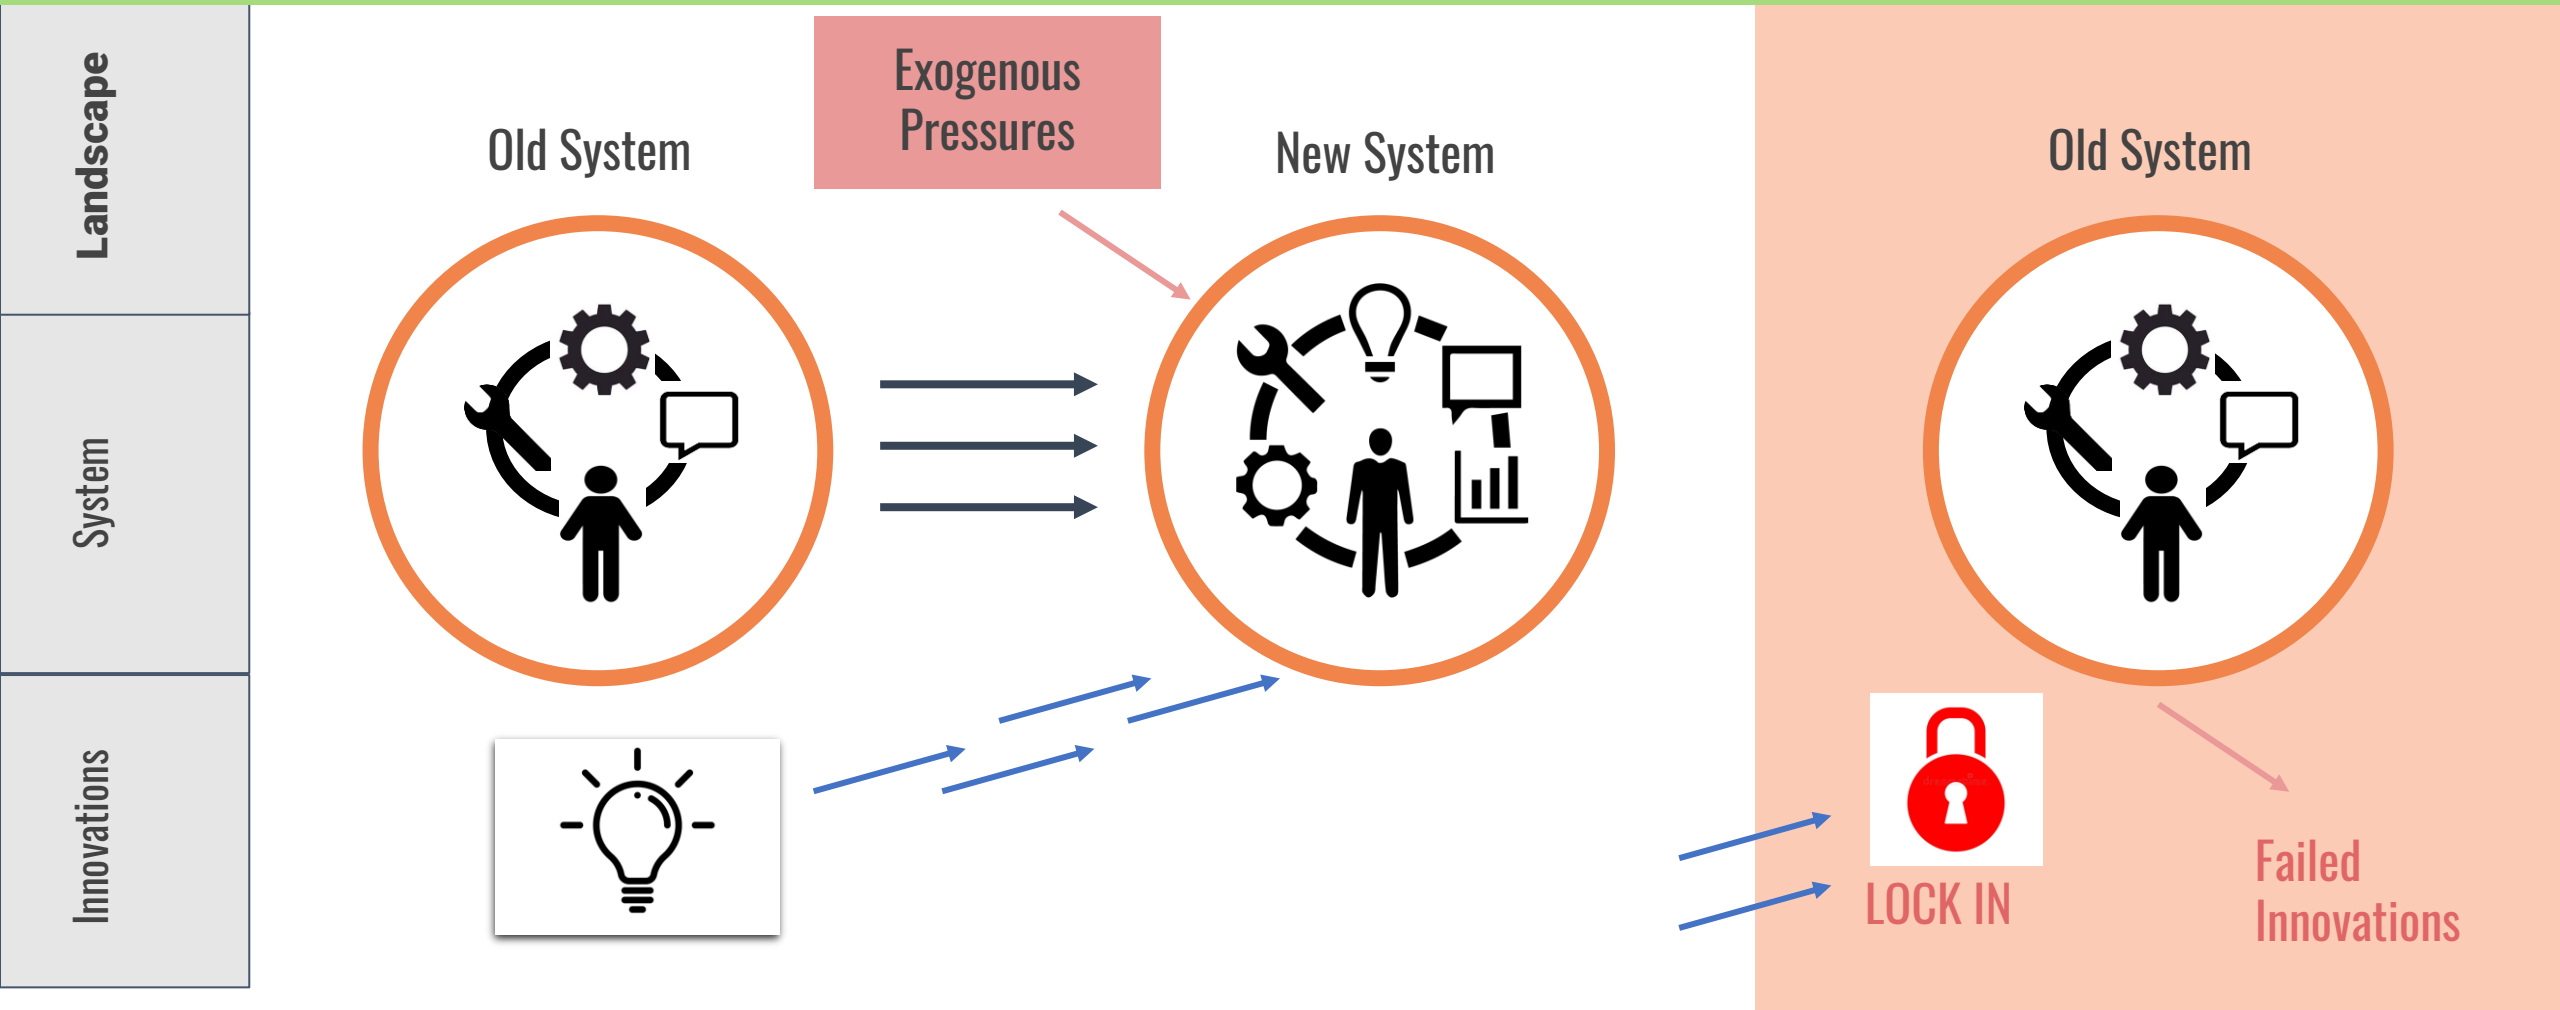 Landscape
System
Innovations
Old System
Exogenous
Pressures
New System
Old System
LOCK IN
Failed
Innovations